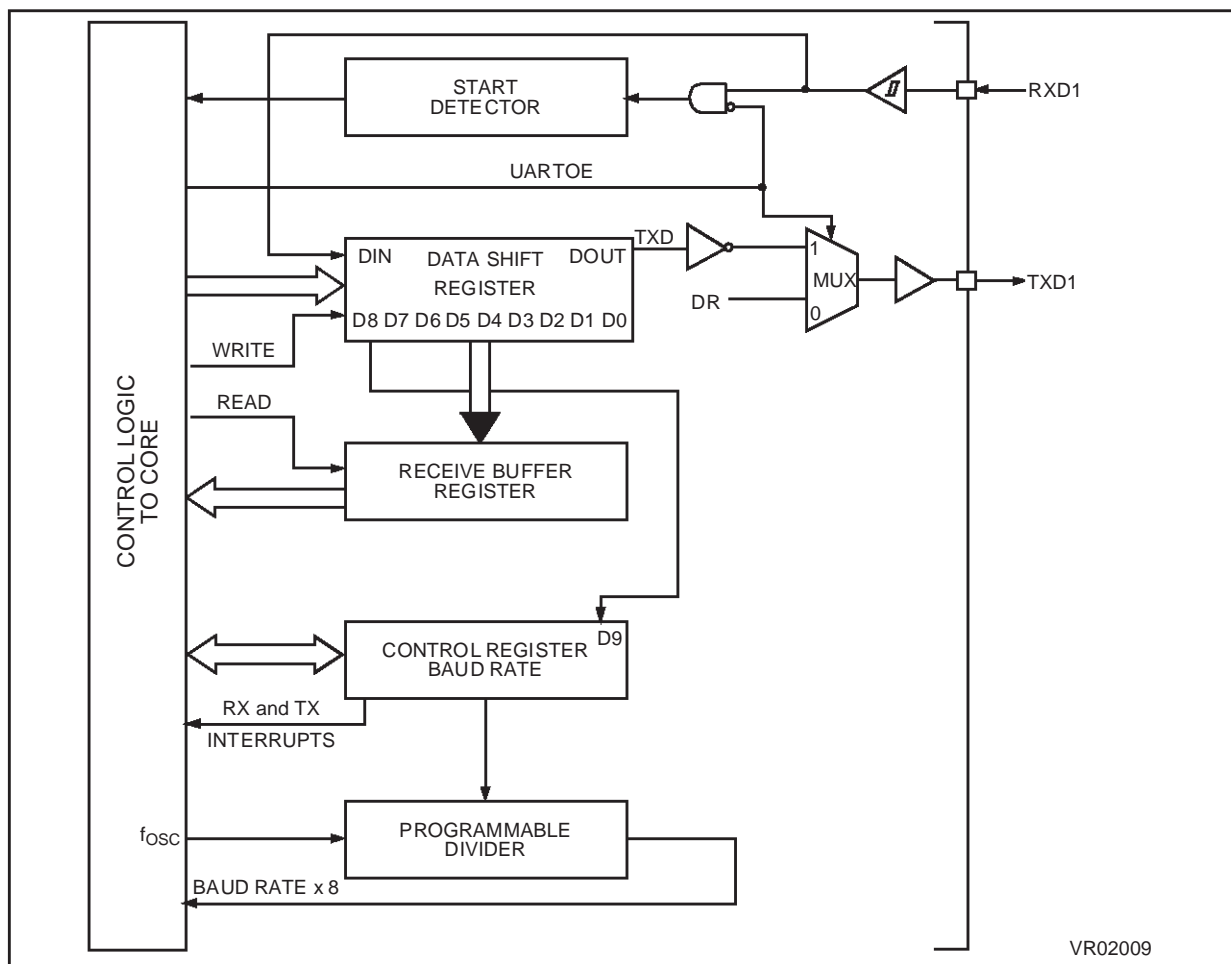 START
DETECTOR
RXD1
UARTOE
TXD
DIN DATA SHIFT DOUT
REGISTER
D8 D7 D6 D5 D4 D3 D2 D1 D0
1
MUX
0
DR
TXD1
WRITE
READ
CONTROL LOGIC
TO CORE
RECEIVE BUFFER
REGISTER
D9
CONTROL REGISTER
BAUD RATE
RX and TX
INTERRUPTS
fOSC
PROGRAMMABLE
DIVIDER
BAUD RATE x 8
VR02009